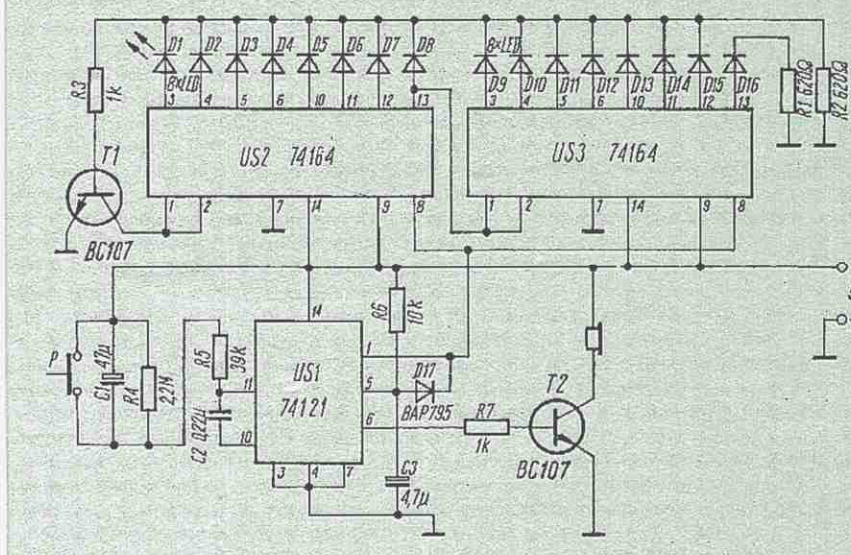 D1 D2 D3 D4 D5 D6 D7 D8
8×LED
8×LED
D9 D10 D11 D12 D13 D14 D15 D16
R3
1k
R1 620Ω
R2 620Ω
3 4 5 6 10 11 12 13
3 4 5 6 10 11 12 13
T1
US2 74164
US3 74164
1 2 7 14 9 8
1 2 7 14 9 8
BC107
P
C1
47μ
R4
2,2M
R5
39k
C2 0,22μ
11
10
14
US1
74121
1
5
6
3 4 7
R6
10k
D17
BAP795
R7
1k
T2
BC107
C3
4,7μ